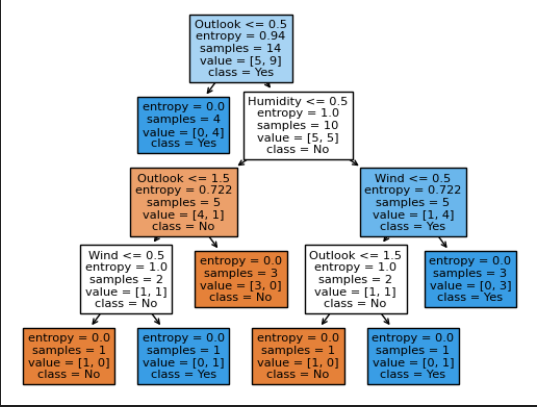 Outlook <= 0.5
entropy = 0.94
samples = 14
value = [5, 9]
class = Yes
entropy = 0.0
samples = 4
value = [0, 4]
class = Yes
Humidity <= 0.5
entropy = 1.0
samples = 10
value = [5, 5]
class = No
Outlook <= 1.5
entropy = 0.722
samples = 5
value = [4, 1]
class = No
Wind <= 0.5
entropy = 0.722
samples = 5
value = [1, 4]
class = Yes
Wind <= 0.5
entropy = 1.0
samples = 2
value = [1, 1]
class = No
entropy = 0.0
samples = 3
value = [3, 0]
class = No
Outlook <= 1.5
entropy = 1.0
samples = 2
value = [1, 1]
class = No
entropy = 0.0
samples = 3
value = [0, 3]
class = Yes
entropy = 0.0
samples = 1
value = [1, 0]
class = No
entropy = 0.0
samples = 1
value = [0, 1]
class = Yes
entropy = 0.0
samples = 1
value = [1, 0]
class = No
entropy = 0.0
samples = 1
value = [0, 1]
class = Yes